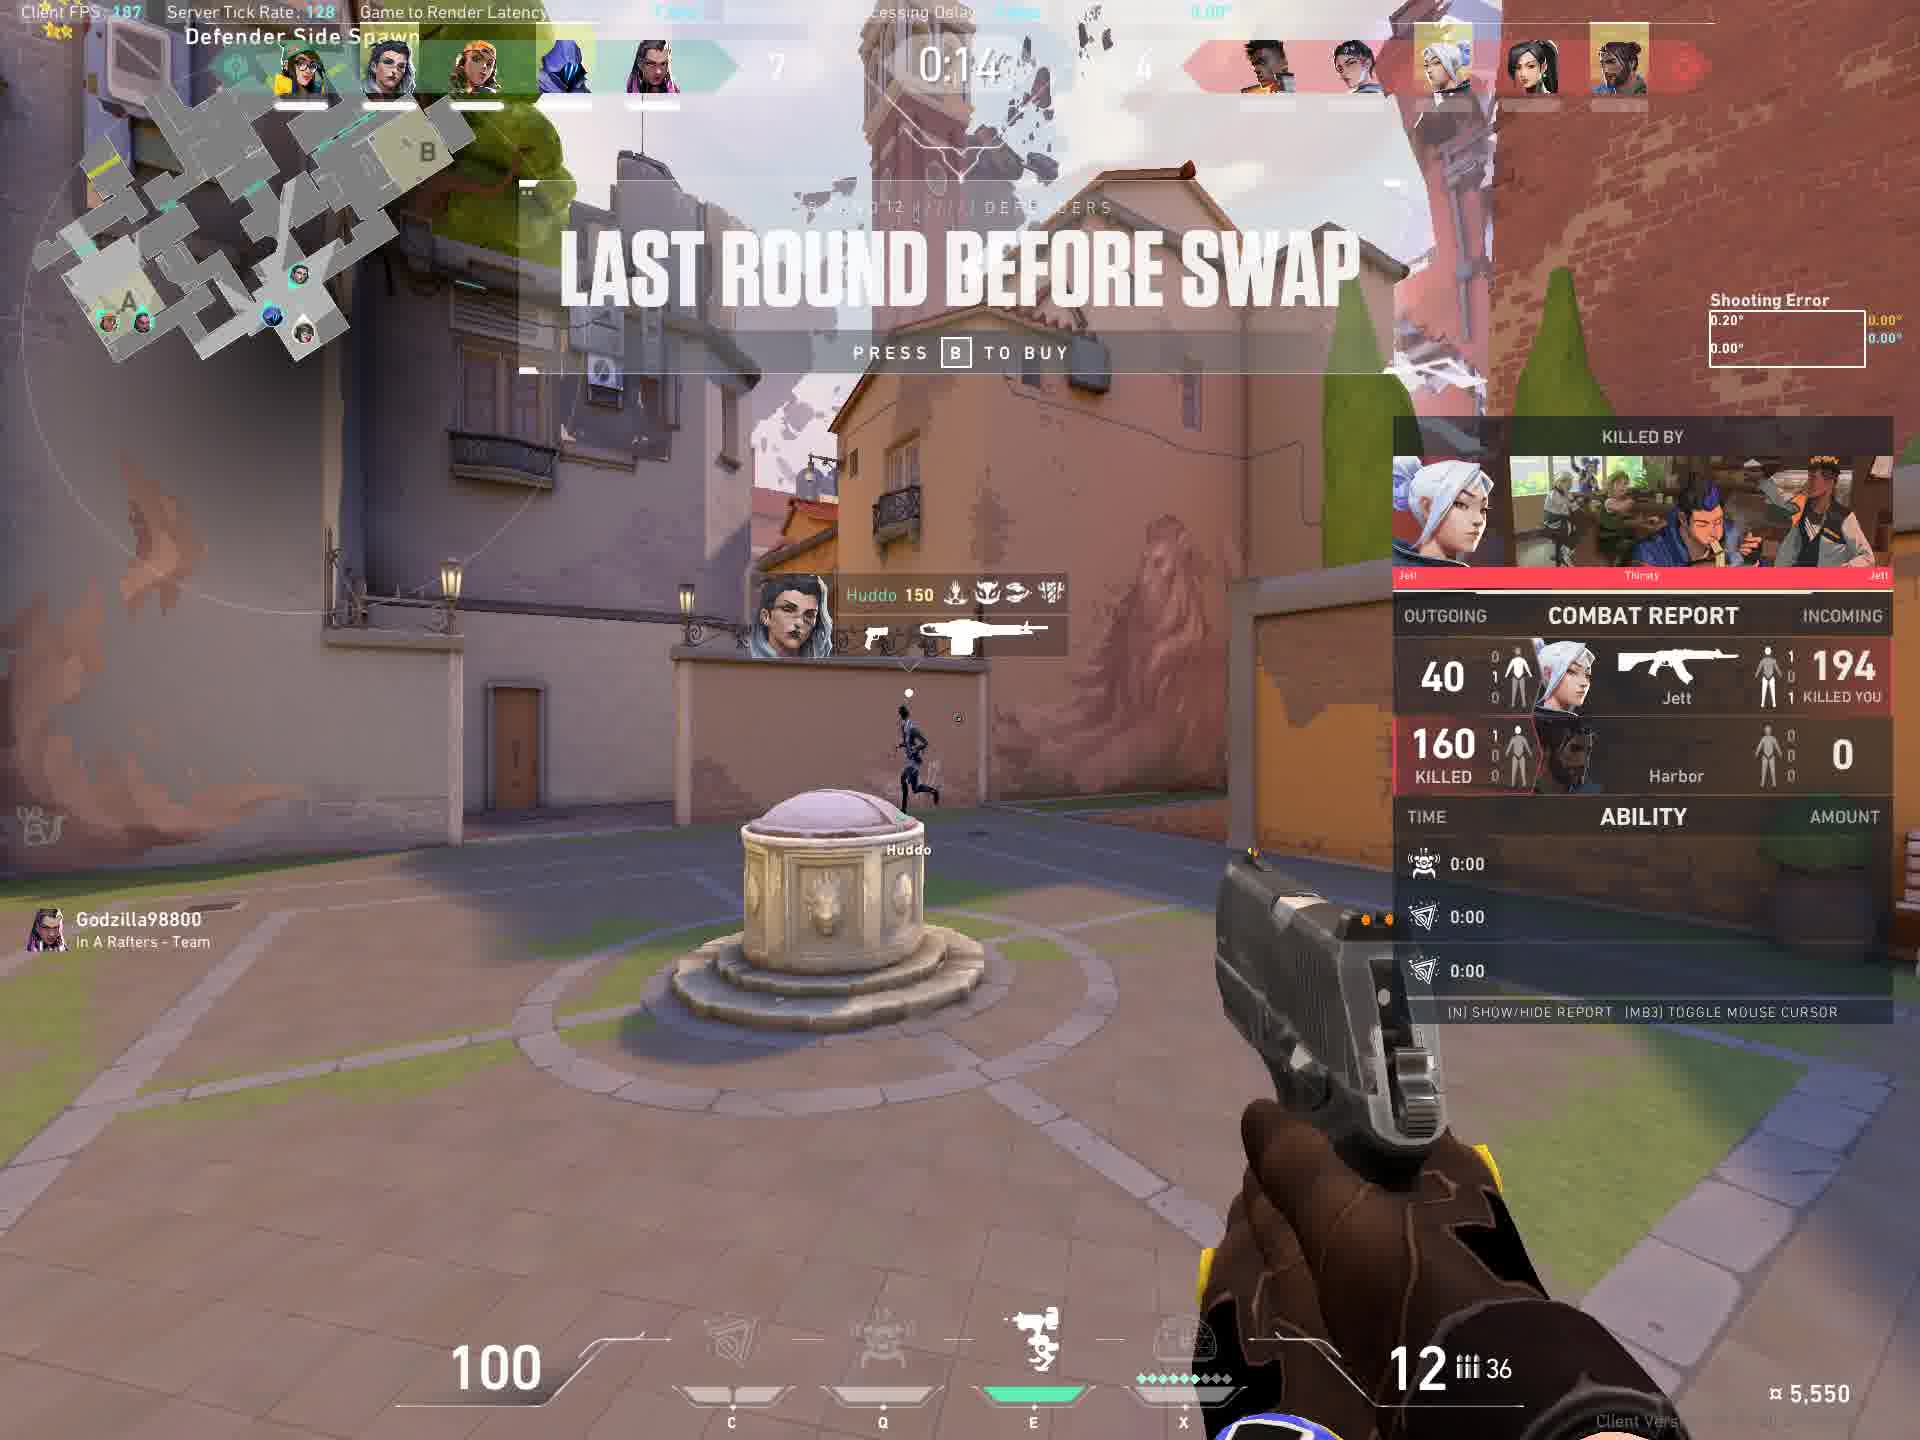 Client FPS: 187 Server Tick Rate: 128 Game to Render Latency
Defender Side Spawn
7 0:14 4
B
A
ROUND 12 ////// DEFENDERS
LAST ROUND BEFORE SWAP
PRESS B TO BUY
Shooting Error
0.20° 0.00°
0.00° 0.00°
KILLED BY
Jett Thirsty Jett
OUTGOING COMBAT REPORT INCOMING
40 0 1 0 Jett 1 0 1 194 KILLED YOU
160 KILLED 1 0 0 Harbor 0 0 0 0
TIME ABILITY AMOUNT
0:00
0:00
0:00
[N] SHOW/HIDE REPORT [MB3] TOGGLE MOUSE CURSOR
Huddo 150
Huddo
Godzilla98800
In A Rafters - Team
100
C Q E X
12 36
¤ 5,550